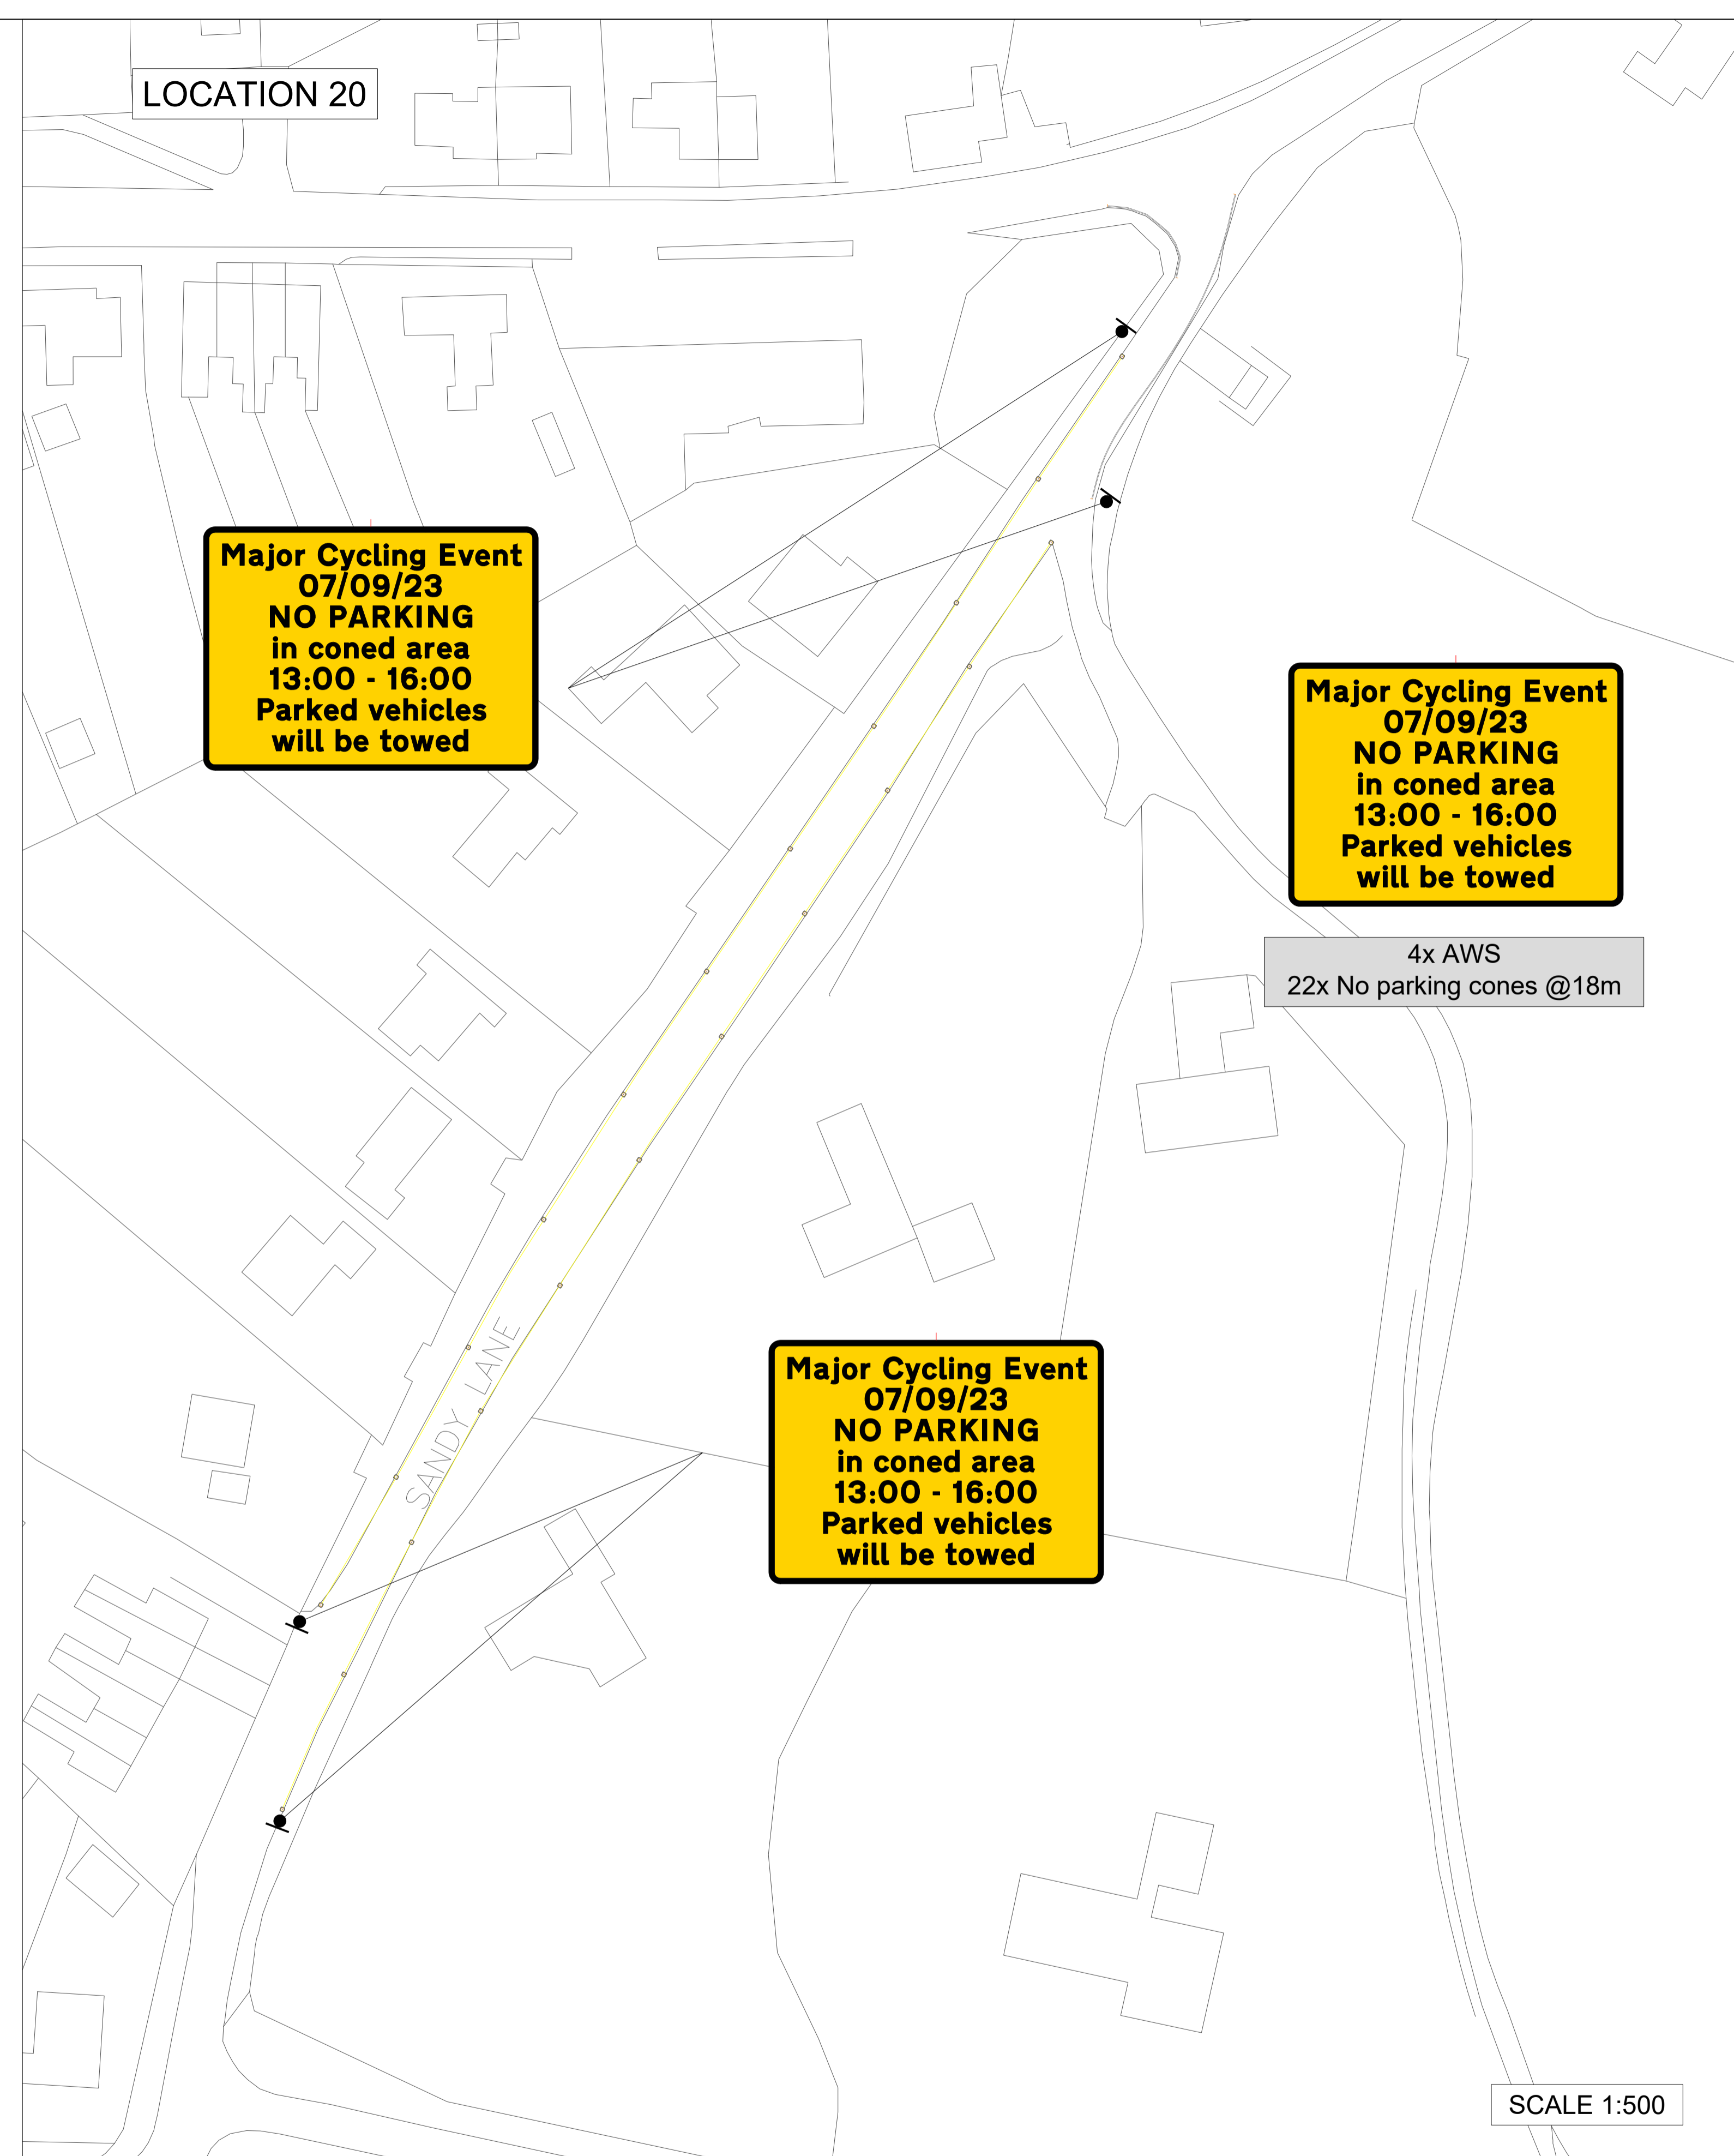 LOCATION 20
Major Cycling Event
07/09/23
NO PARKING
in coned area
13:00 - 16:00
Parked vehicles
will be towed
Major Cycling Event
07/09/23
NO PARKING
in coned area
13:00 - 16:00
Parked vehicles
will be towed
4x AWS
22x No parking cones @18m
SANDY LANE
Major Cycling Event
07/09/23
NO PARKING
in coned area
13:00 - 16:00
Parked vehicles
will be towed
SCALE 1:500